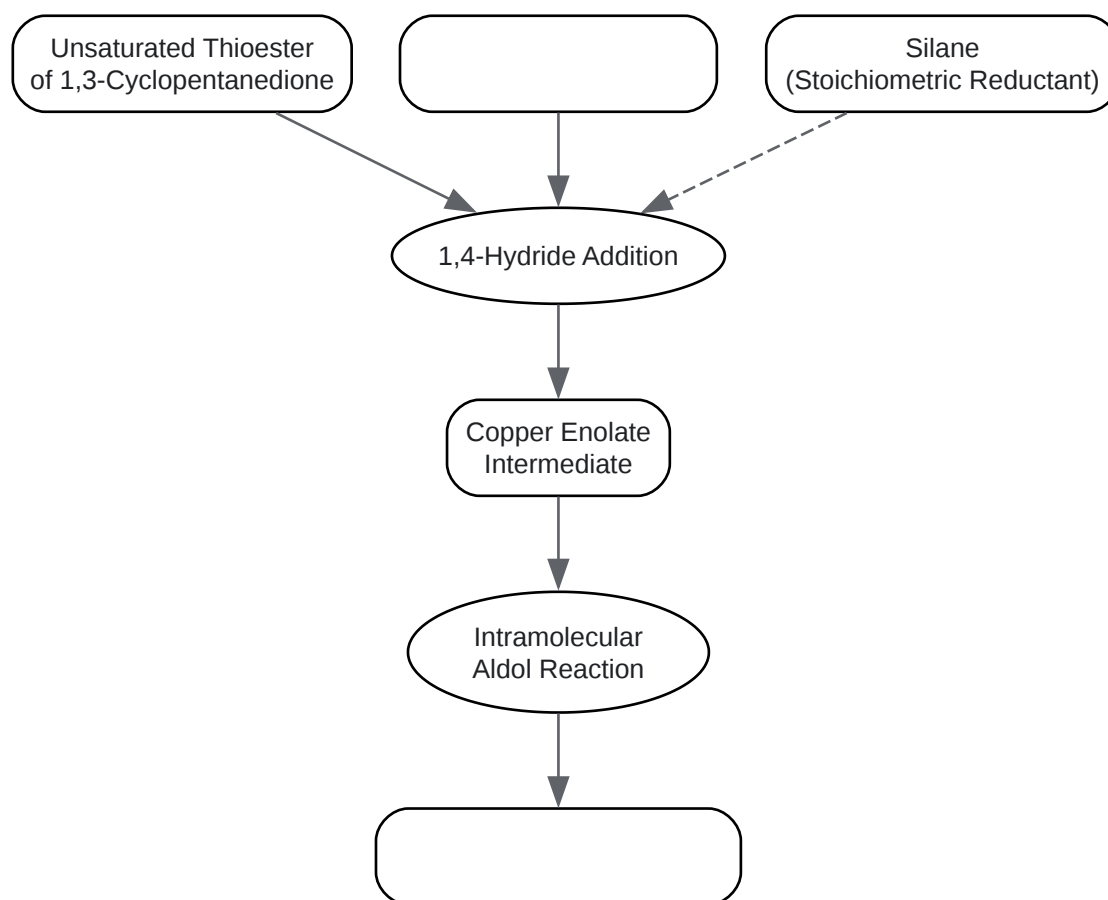 Unsaturated Thioester
of 1,3-Cyclopentanedione
Silane
(Stoichiometric Reductant)
1,4-Hydride Addition
Copper Enolate
Intermediate
Intramolecular
Aldol Reaction